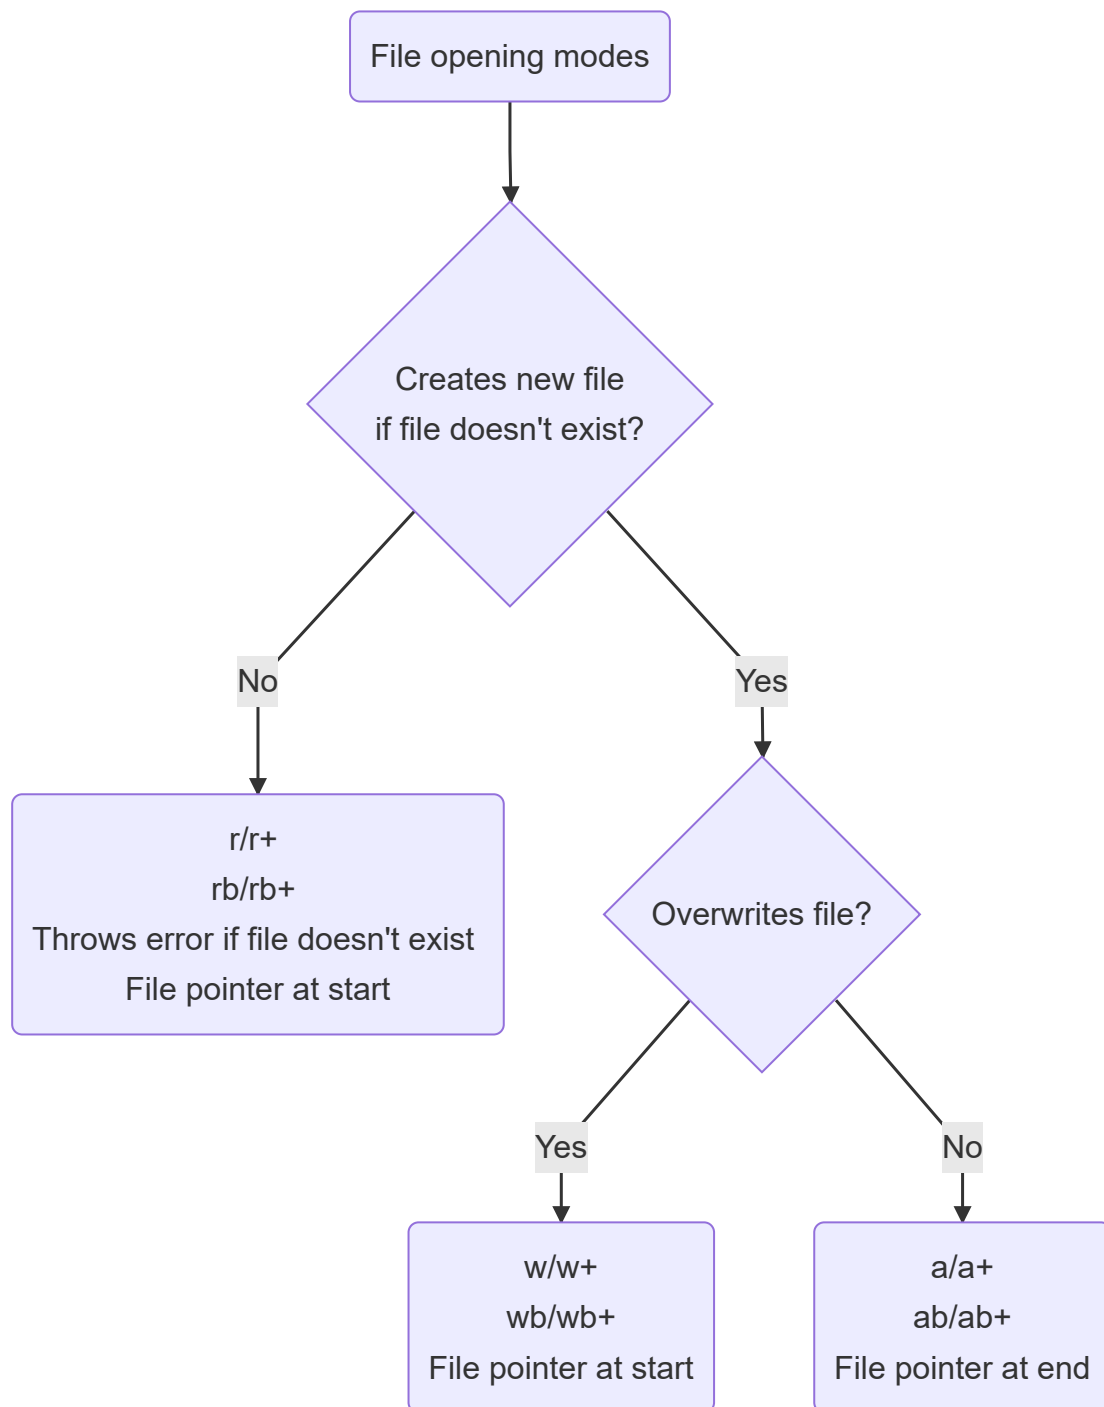 File opening modes
Creates new file
if file doesn't exist?
No
Yes
r/r+
rb/rb+
Throws error if file doesn't exist
File pointer at start
Overwrites file?
Yes
No
w/w+
wb/wb+
File pointer at start
a/a+
ab/ab+
File pointer at end